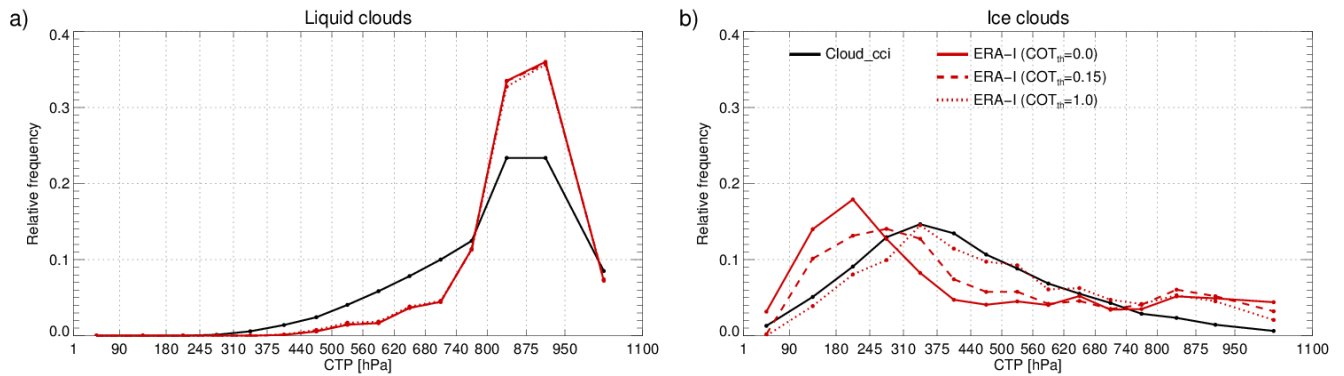 a)
Liquid clouds
Relative frequency
0.4
0.3
0.2
0.1
0.0
1 90 180 245 310 375 440 500 560 620 680 740 800 875 950 1100
CTP [hPa]
b)
Ice clouds
Relative frequency
0.4
0.3
0.2
0.1
0.0
Cloud_cci
ERA-I (COTth=0.0)
ERA-I (COTth=0.15)
ERA-I (COTth=1.0)
1 90 180 245 310 375 440 500 560 620 680 740 800 875 950 1100
CTP [hPa]